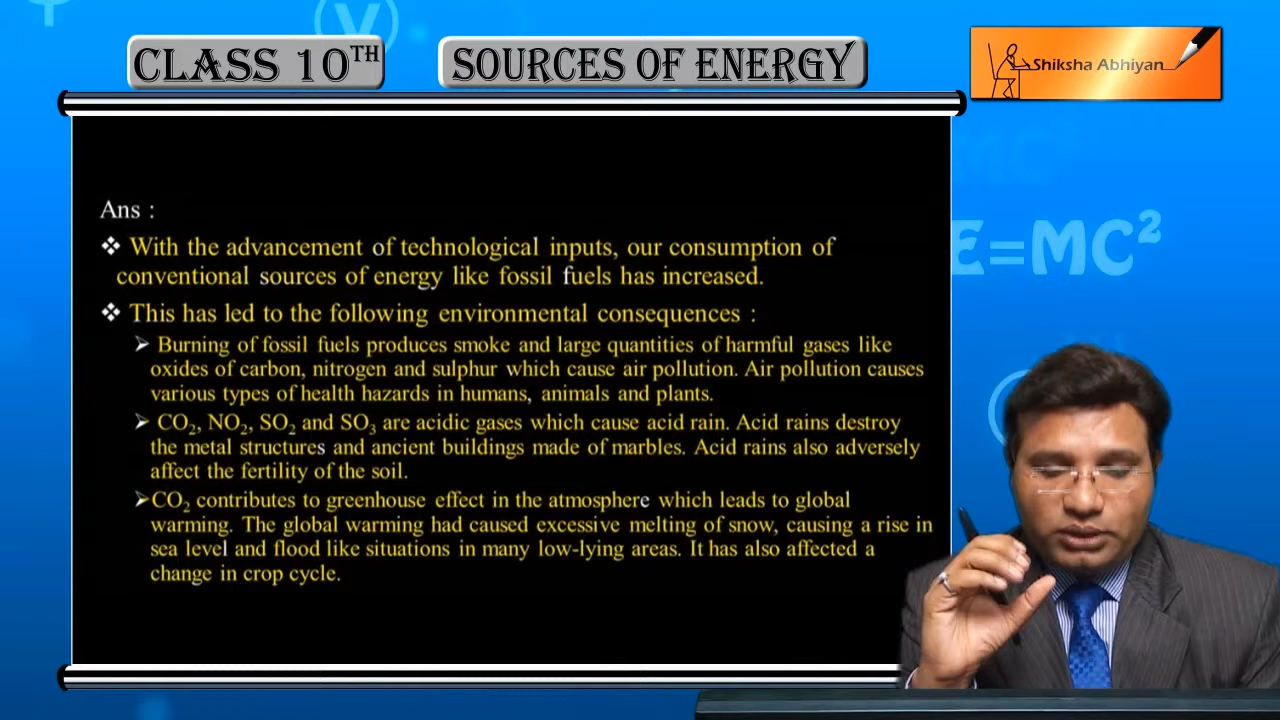 CLASS 10TH
SOURCES OF ENERGY
Shiksha Abhiyan
Ans :
❖ With the advancement of technological inputs, our consumption of
conventional sources of energy like fossil fuels has increased.
❖ This has led to the following environmental consequences :
➢ Burning of fossil fuels produces smoke and large quantities of harmful gases like
oxides of carbon, nitrogen and sulphur which cause air pollution. Air pollution causes
various types of health hazards in humans, animals and plants.
➢ CO₂, NO₂, SO₂ and SO₃ are acidic gases which cause acid rain. Acid rains destroy
the metal structures and ancient buildings made of marbles. Acid rains also adversely
affect the fertility of the soil.
➢CO₂ contributes to greenhouse effect in the atmosphere which leads to global
warming. The global warming had caused excessive melting of snow, causing a rise in
sea level and flood like situations in many low-lying areas. It has also affected a
change in crop cycle.
MC²
E=MC²